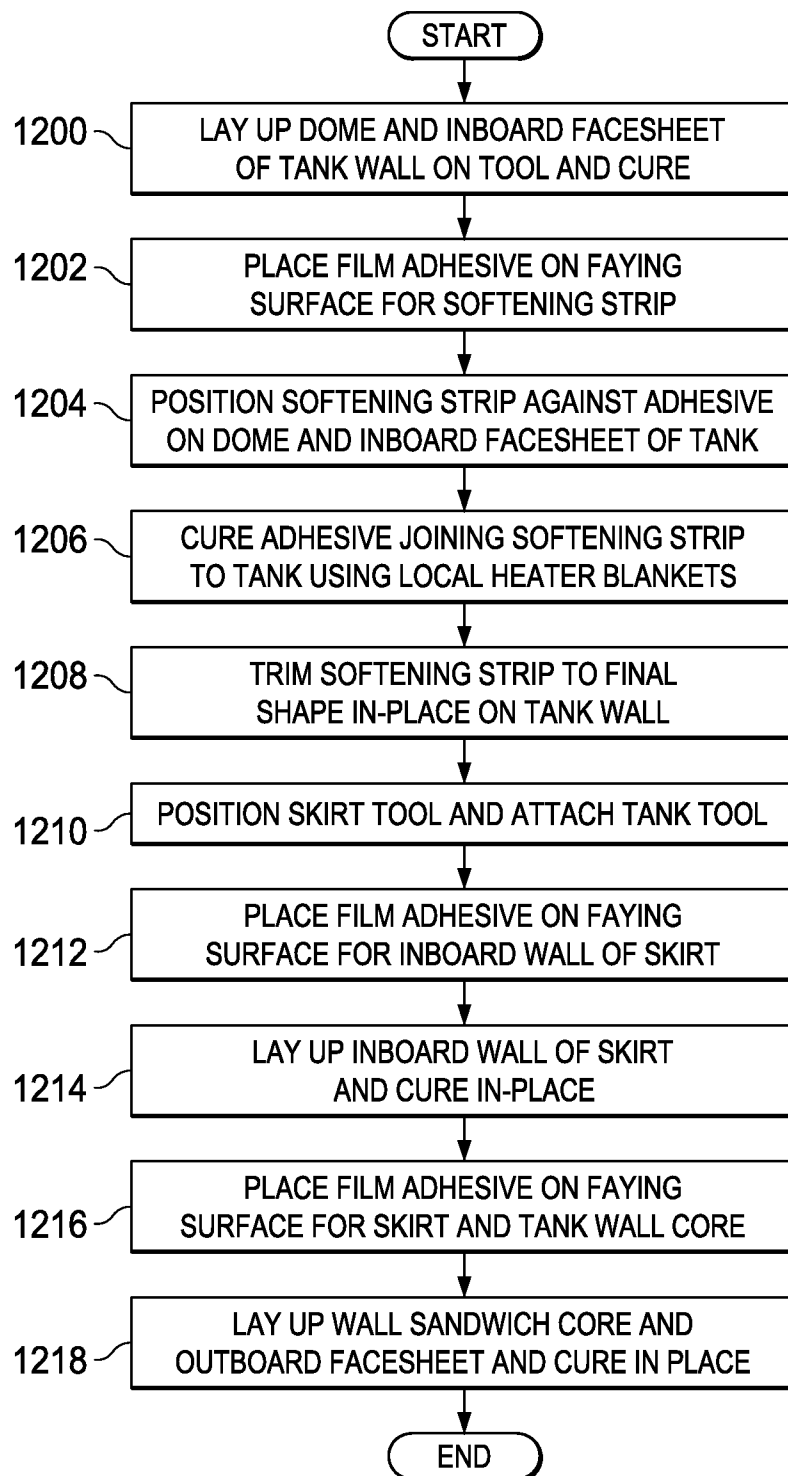 START
1200
LAY UP DOME AND INBOARD FACESHEET
OF TANK WALL ON TOOL AND CURE
1202
PLACE FILM ADHESIVE ON FAYING
SURFACE FOR SOFTENING STRIP
1204
POSITION SOFTENING STRIP AGAINST ADHESIVE
ON DOME AND INBOARD FACESHEET OF TANK
1206
CURE ADHESIVE JOINING SOFTENING STRIP
TO TANK USING LOCAL HEATER BLANKETS
1208
TRIM SOFTENING STRIP TO FINAL
SHAPE IN-PLACE ON TANK WALL
1210
POSITION SKIRT TOOL AND ATTACH TANK TOOL
1212
PLACE FILM ADHESIVE ON FAYING
SURFACE FOR INBOARD WALL OF SKIRT
1214
LAY UP INBOARD WALL OF SKIRT
AND CURE IN-PLACE
1216
PLACE FILM ADHESIVE ON FAYING
SURFACE FOR SKIRT AND TANK WALL CORE
1218
LAY UP WALL SANDWICH CORE AND
OUTBOARD FACESHEET AND CURE IN PLACE
END